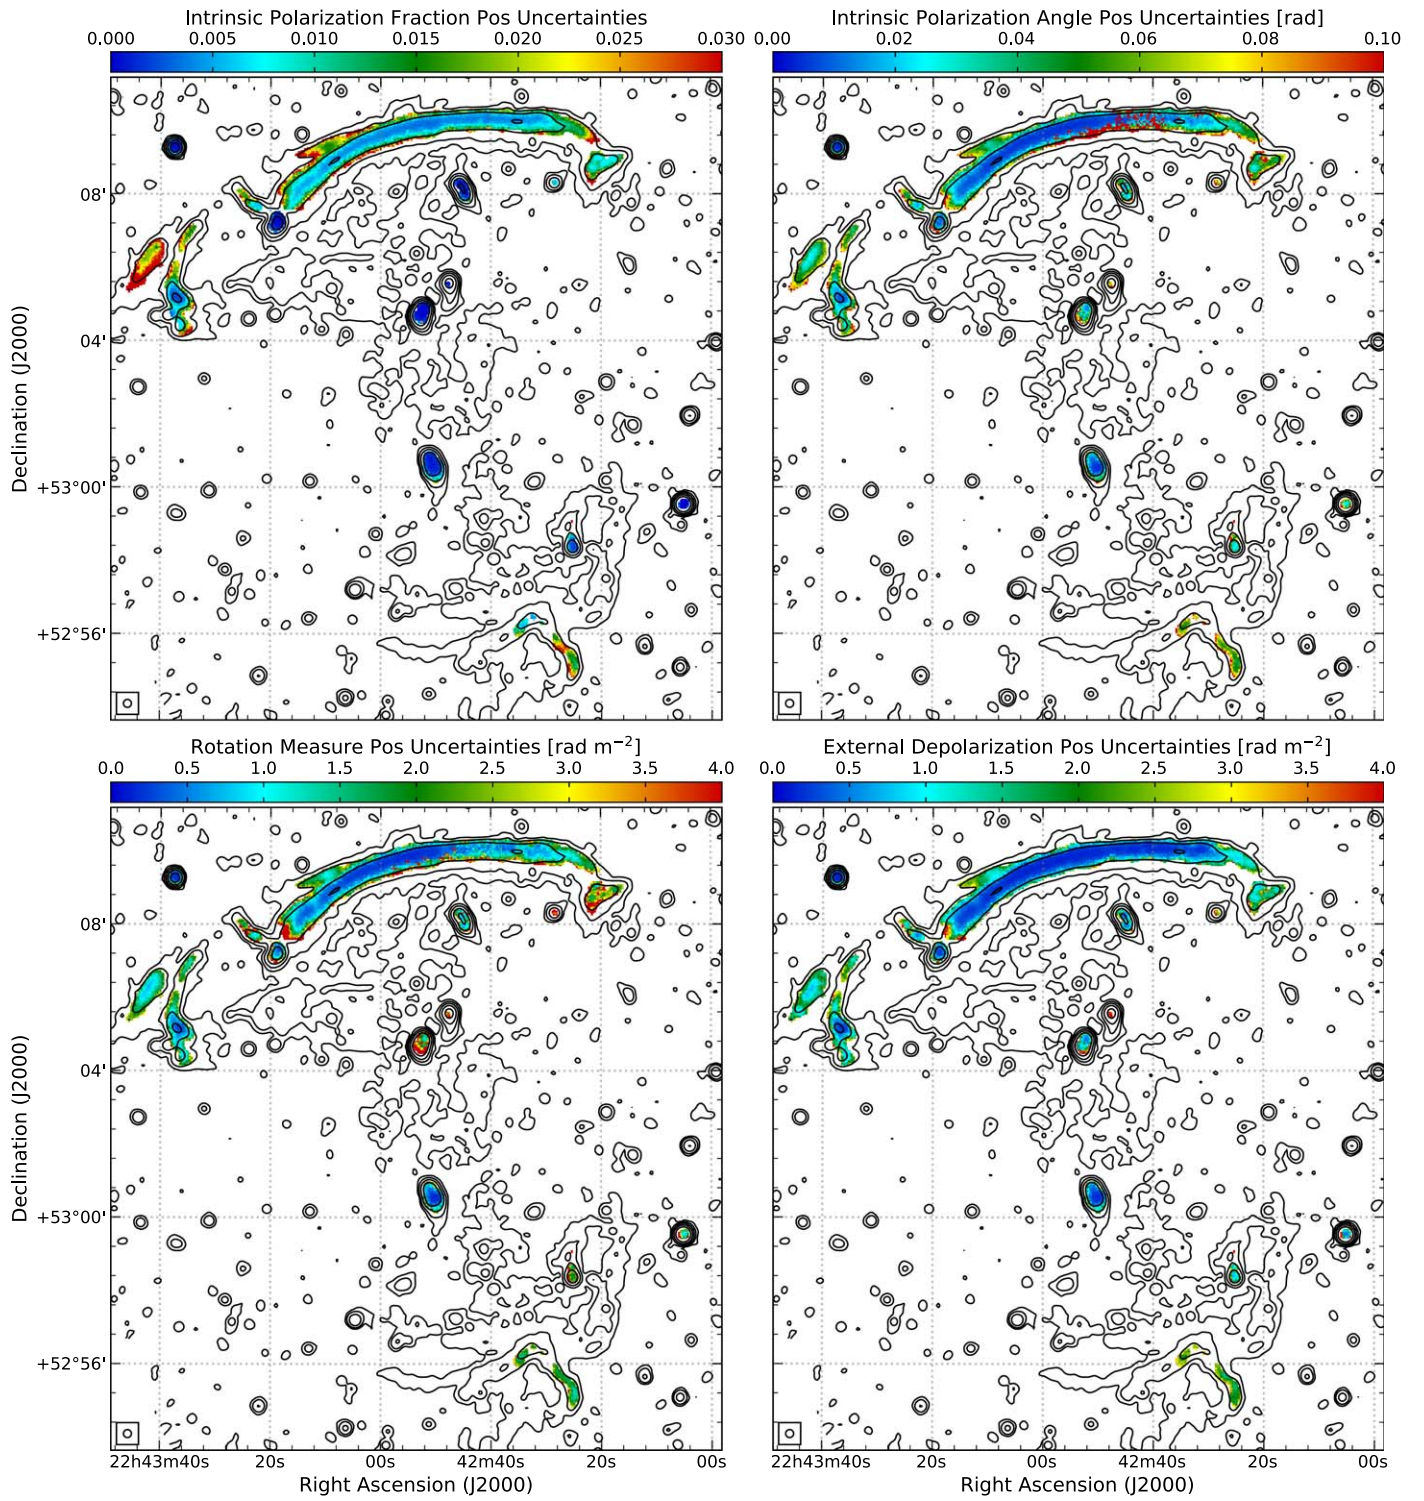 Intrinsic Polarization Fraction Pos Uncertainties
0.000 0.005 0.010 0.015 0.020 0.025 0.030
Intrinsic Polarization Angle Pos Uncertainties [rad]
0.00 0.02 0.04 0.06 0.08 0.10
Declination (J2000)
08'
04'
+53°00'
+52°56'
Rotation Measure Pos Uncertainties [rad m⁻²]
0.0 0.5 1.0 1.5 2.0 2.5 3.0 3.5 4.0
External Depolarization Pos Uncertainties [rad m⁻²]
0.0 0.5 1.0 1.5 2.0 2.5 3.0 3.5 4.0
Declination (J2000)
08'
04'
+53°00'
+52°56'
22h43m40s 20s 00s 42m40s 20s 00s
Right Ascension (J2000)
22h43m40s 20s 00s 42m40s 20s 00s
Right Ascension (J2000)